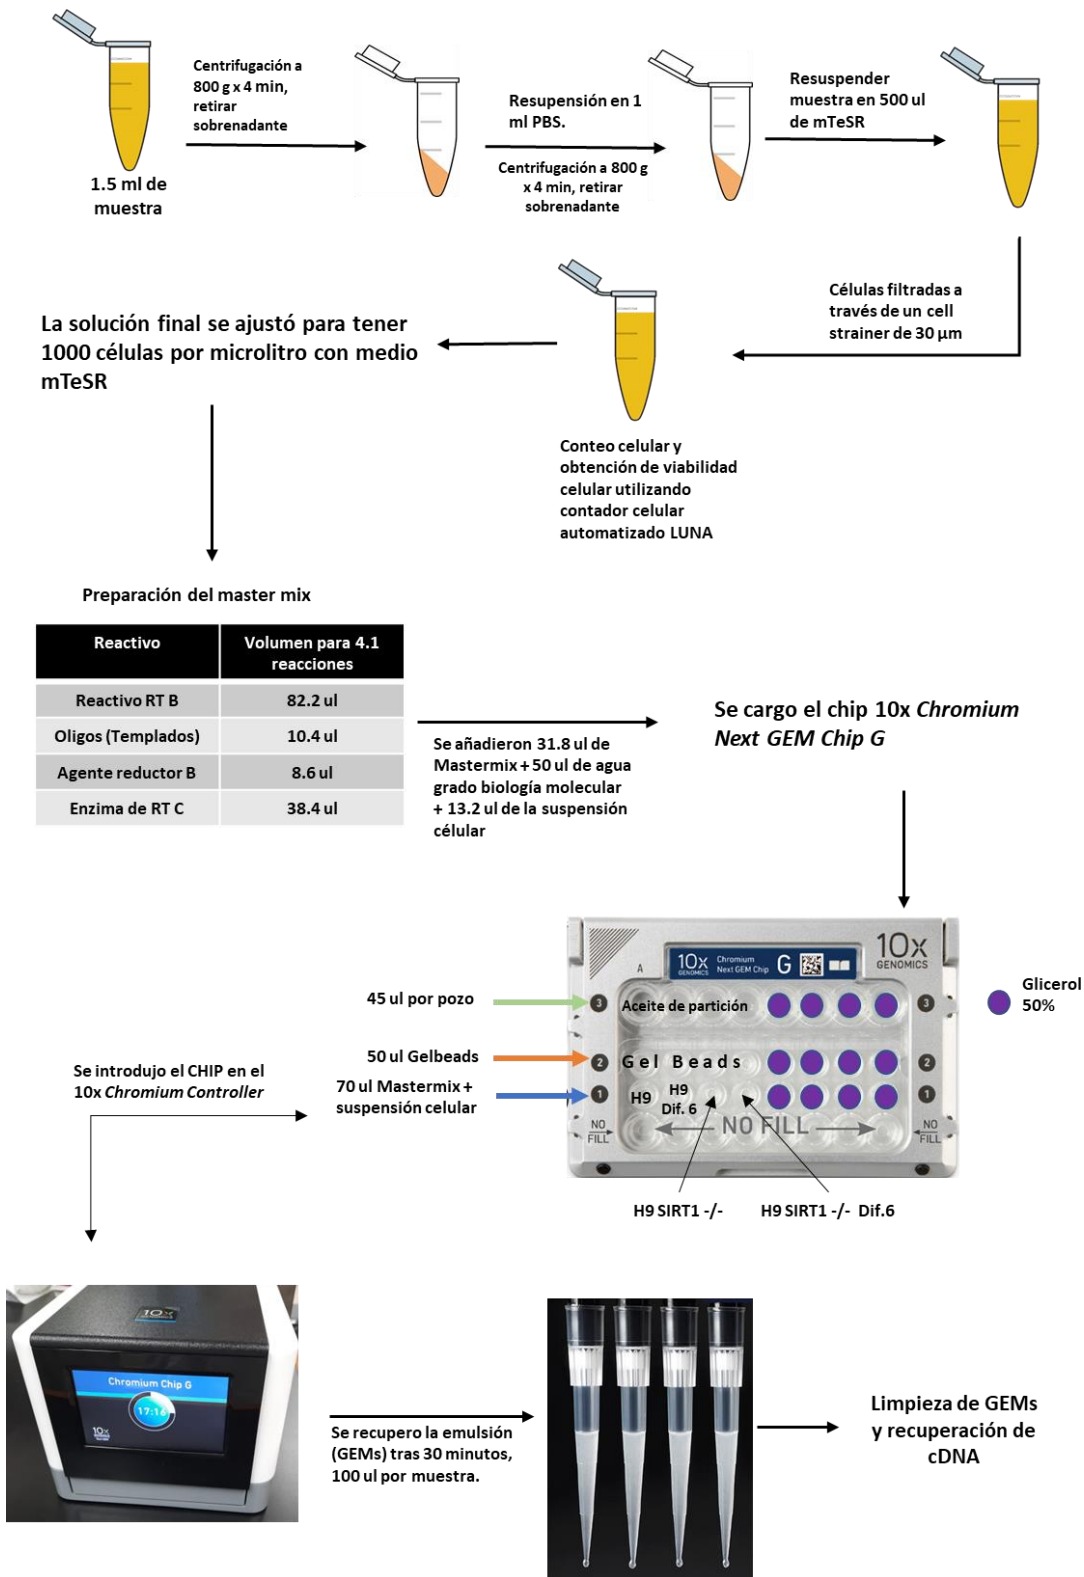 Centrifugación a
800 g x 4 min,
retirar
sobrenadante
Resupensión en 1
ml PBS.
Centrifugación a 800 g
x 4 min, retirar
sobrenadante
Resuspender
muestra en 500 ul
de mTeSR
1.5 ml de
muestra
Células filtradas a
través de un cell
strainer de 30 µm
La solución final se ajustó para tener
1000 células por microlitro con medio
mTeSR
Conteo celular y
obtención de viabilidad
celular utilizando
contador celular
automatizado LUNA
Preparación del master mix
Reactivo
Volumen para 4.1
reacciones
Reactivo RT B
82.2 ul
Oligos (Templados)
10.4 ul
Agente reductor B
8.6 ul
Enzima de RT C
38.4 ul
Se añadieron 31.8 ul de
Mastermix + 50 ul de agua
grado biología molecular
+ 13.2 ul de la suspensión
célular
Se cargo el chip 10x Chromium
Next GEM Chip G
10x
GENOMICS
Chromium
Next GEM Chip
G
10x
GENOMICS
A
45 ul por pozo
3
Aceite de partición
3
Glicerol
50%
50 ul Gelbeads
2
Gel Beads
2
70 ul Mastermix +
suspensión celular
1
H9
H9
Dif. 6
1
NO
FILL
NO FILL
NO
FILL
H9 SIRT1 -/-
H9 SIRT1 -/- Dif.6
Se introdujo el CHIP en el
10x Chromium Controller
10x
Chromium Chip G
17:16
10x
Se recupero la emulsión
(GEMs) tras 30 minutos,
100 ul por muestra.
Limpieza de GEMs
y recuperación de
cDNA